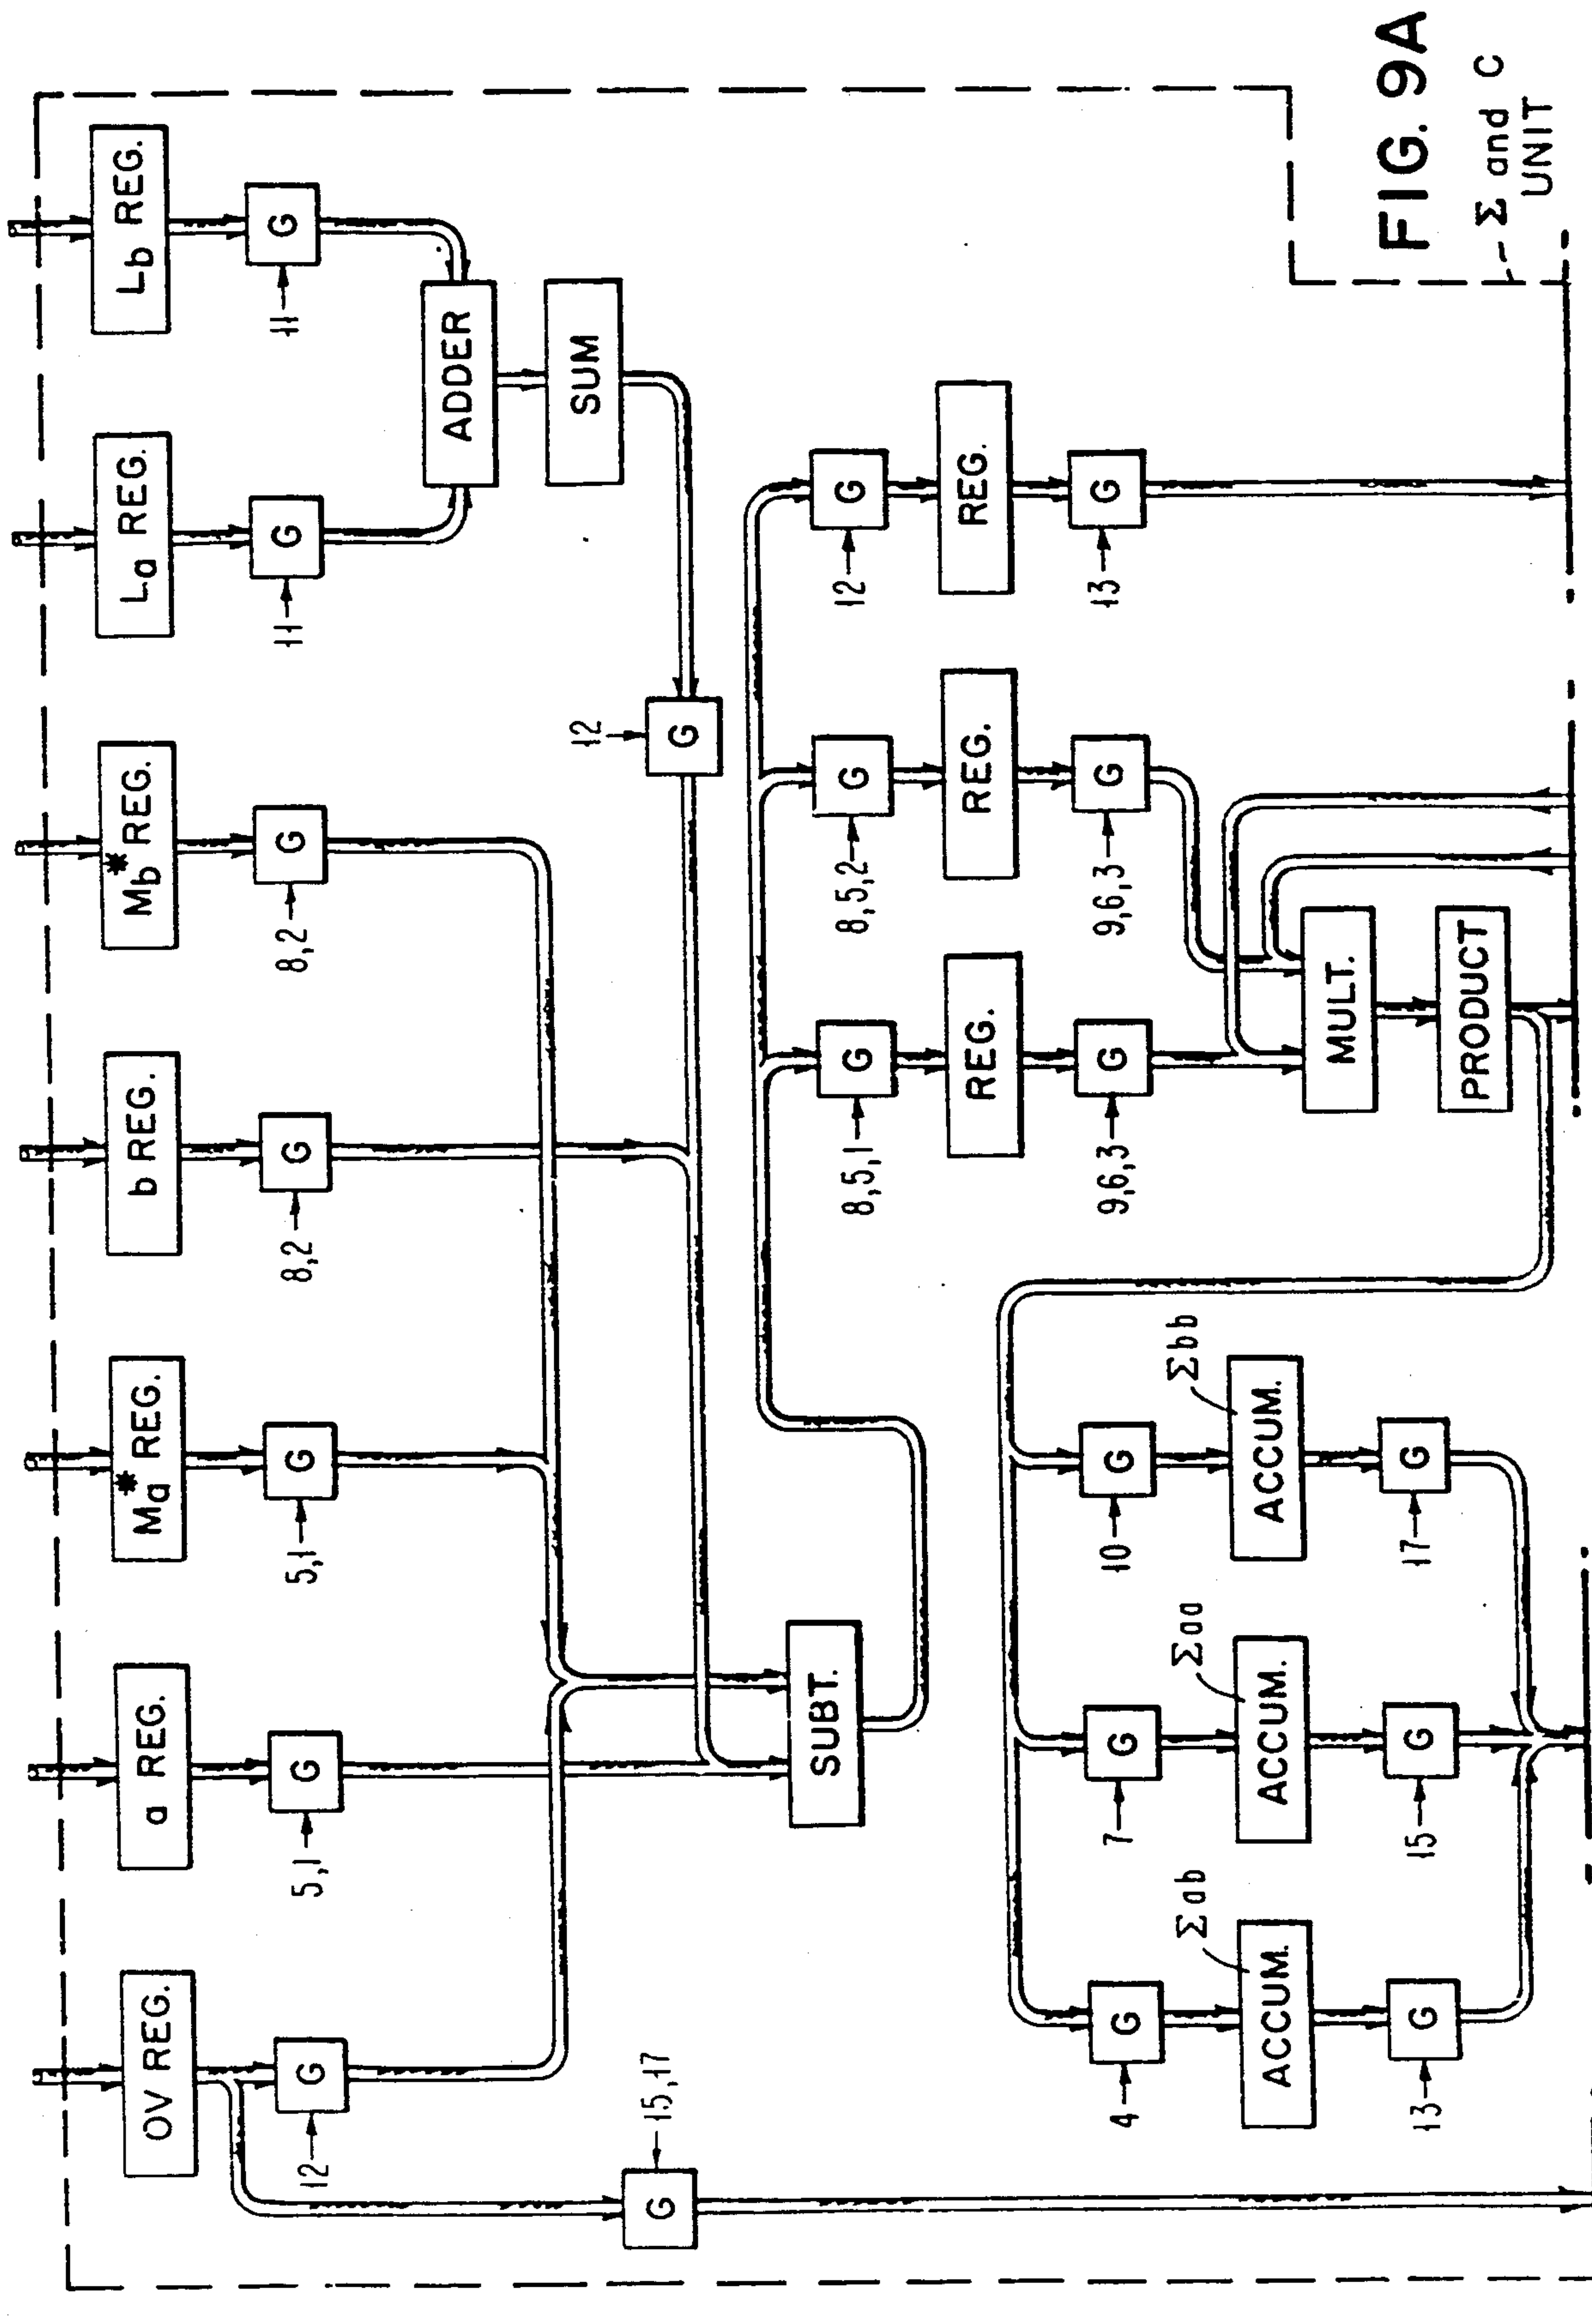 OV REG.
a REG.
Ma* REG.
b REG.
Mb* REG.
La REG.
Lb REG.
12
G
5,1
G
5,1
G
8,2
G
8,2
G
11
G
11
G
ADDER
SUM
15,17
G
12
G
SUBT.
8,5,1
G
8,5,2
G
12
G
REG.
REG.
REG.
9,6,3
G
9,6,3
G
13
G
4
G
7
G
10
G
Σab
Σaa
Σbb
ACCUM.
ACCUM.
ACCUM.
MULT.
13
G
15
G
17
G
PRODUCT
FIG. 9A
Σ and C
UNIT